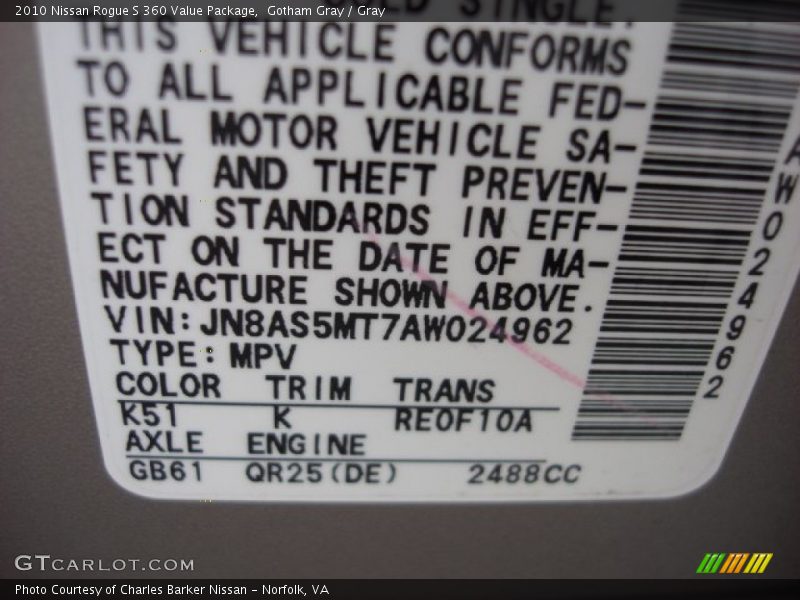 2010 Nissan Rogue S 360 Value Package, Gotham Gray / Gray
SINGLE.
THIS VEHICLE CONFORMS
TO ALL APPLICABLE FED-
ERAL MOTOR VEHICLE SA-
FETY AND THEFT PREVEN-
TION STANDARDS IN EFF-
ECT ON THE DATE OF MA-
NUFACTURE SHOWN ABOVE.
VIN:JN8AS5MT7AW024962
TYPE:MPV
COLOR TRIM TRANS
K51 K RE0F10A
AXLE ENGINE
GB61 QR25(DE) 2488CC
AW024962
GTCARLOT.COM
Photo Courtesy of Charles Barker Nissan - Norfolk, VA